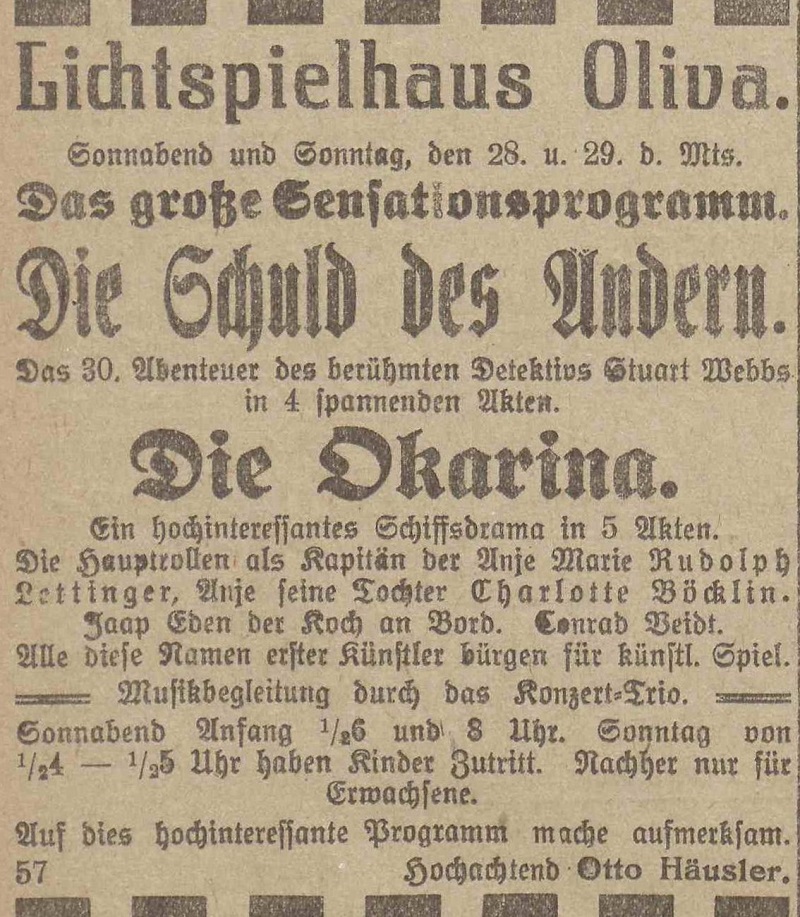 Lichtspielhaus Oliva.
Sonnabend und Sonntag, den 28. u. 29. d. Mts.
Das große Sensationsprogramm.
Die Schuld des Andern.
Das 30. Abenteuer des berühmten Detektivs Stuart Webbs
in 4 spannenden Akten.
Die Okarina.
Ein hochinteressantes Schiffsdrama in 5 Akten.
Die Hauptrollen als Kapitän der Anje Marie Rudolph
Lettinger, Anje seine Tochter Charlotte Böcklin.
Jaap Eden der Koch an Bord. Conrad Veidt.
Alle diese Namen erster Künstler bürgen für künstl. Spiel.
Musikbegleitung durch das Konzert-Trio.
Sonnabend Anfang 1/26 und 8 Uhr. Sonntag von
1/24 — 1/25 Uhr haben Kinder Zutritt. Nachher nur für
Erwachsene.
Auf dies hochinteressante Programm mache aufmerksam.
57 Hochachtend Otto Häusler.